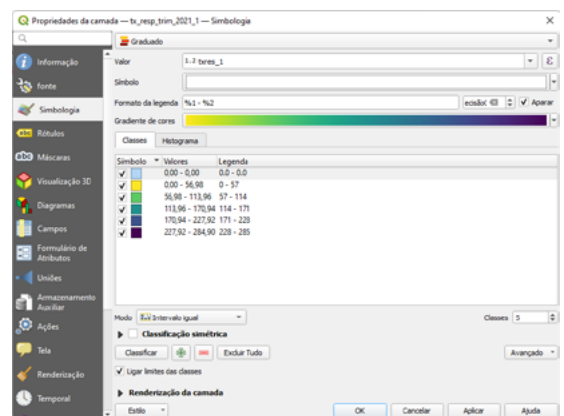 Propriedades da camada — tx_resp_trim_2021_1 — Simbologia
Graduado
Informação
fonte
Simbologia
Rótulos
Máscaras
Visualização 3D
Diagramas
Campos
Formulário de
Atributos
Uniões
Armazenamento
Auxiliar
Ações
Tela
Renderização
Temporal
Valor 1.2 txres_1 ε
Símbolo
Formato da legenda %1 - %2 Aparar
Gradiente de cores
Classes Histograma
Símbolo Valores Legenda
0,00 - 0,00 0.0 - 0.0
0,00 - 56,98 0 - 57
56,98 - 113,96 57 - 114
113,96 - 170,94 114 - 171
170,94 - 227,92 171 - 228
227,92 - 284,90 228 - 285
Modo Intervalo igual Classes 5
Classificação simétrica
Classificar Excluir Tudo Avançado
Ligar limites das classes
Renderização da camada
Estilo OK Cancelar Aplicar Ajuda